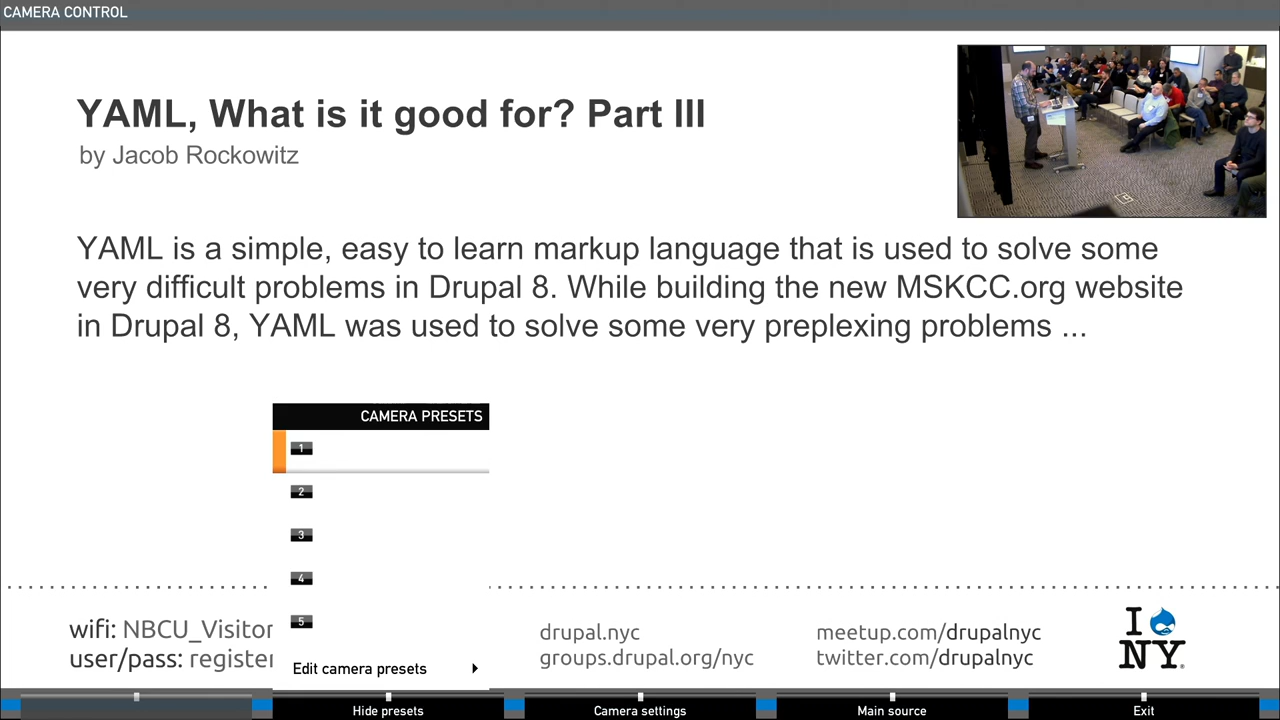 CAMERA CONTROL
YAML, What is it good for? Part III
by Jacob Rockowitz
YAML is a simple, easy to learn markup language that is used to solve some
very difficult problems in Drupal 8. While building the new MSKCC.org website
in Drupal 8, YAML was used to solve some very preplexing problems ...
CAMERA PRESETS
1
2
3
4
5
Edit camera presets
wifi: NBCU_Visitor
user/pass: register
drupal.nyc
groups.drupal.org/nyc
meetup.com/drupalnyc
twitter.com/drupalnyc
I
NY
Hide presets
Camera settings
Main source
Exit